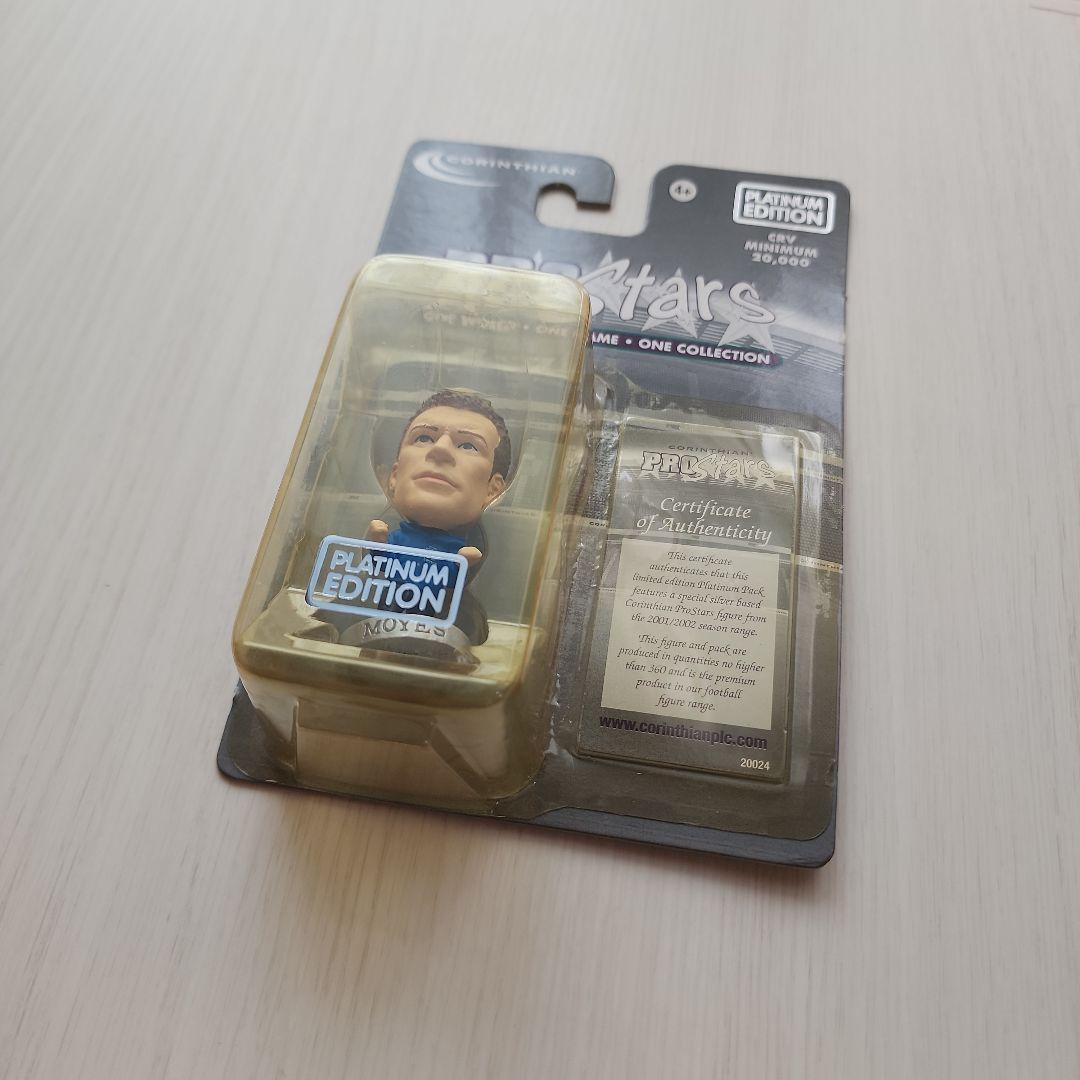 CORINTHIAN
4+
PLATINUM
EDITION
CRV
MINIMUM
20,000
PROStars
AME • ONE COLLECTION
PLATINUM
EDITION
MOYES
CORINTHIAN
PROStars
Certificate
of Authenticity
This certificate
authenticates that this
limited edition Platinum Pack
features a special silver based
Corinthian ProStars figure from
the 2001/2002 season range.
This figure and pack are
produced in quantities no higher
than 360 and is the premium
product in our football
figure range.
www.corinthianplc.com
20024